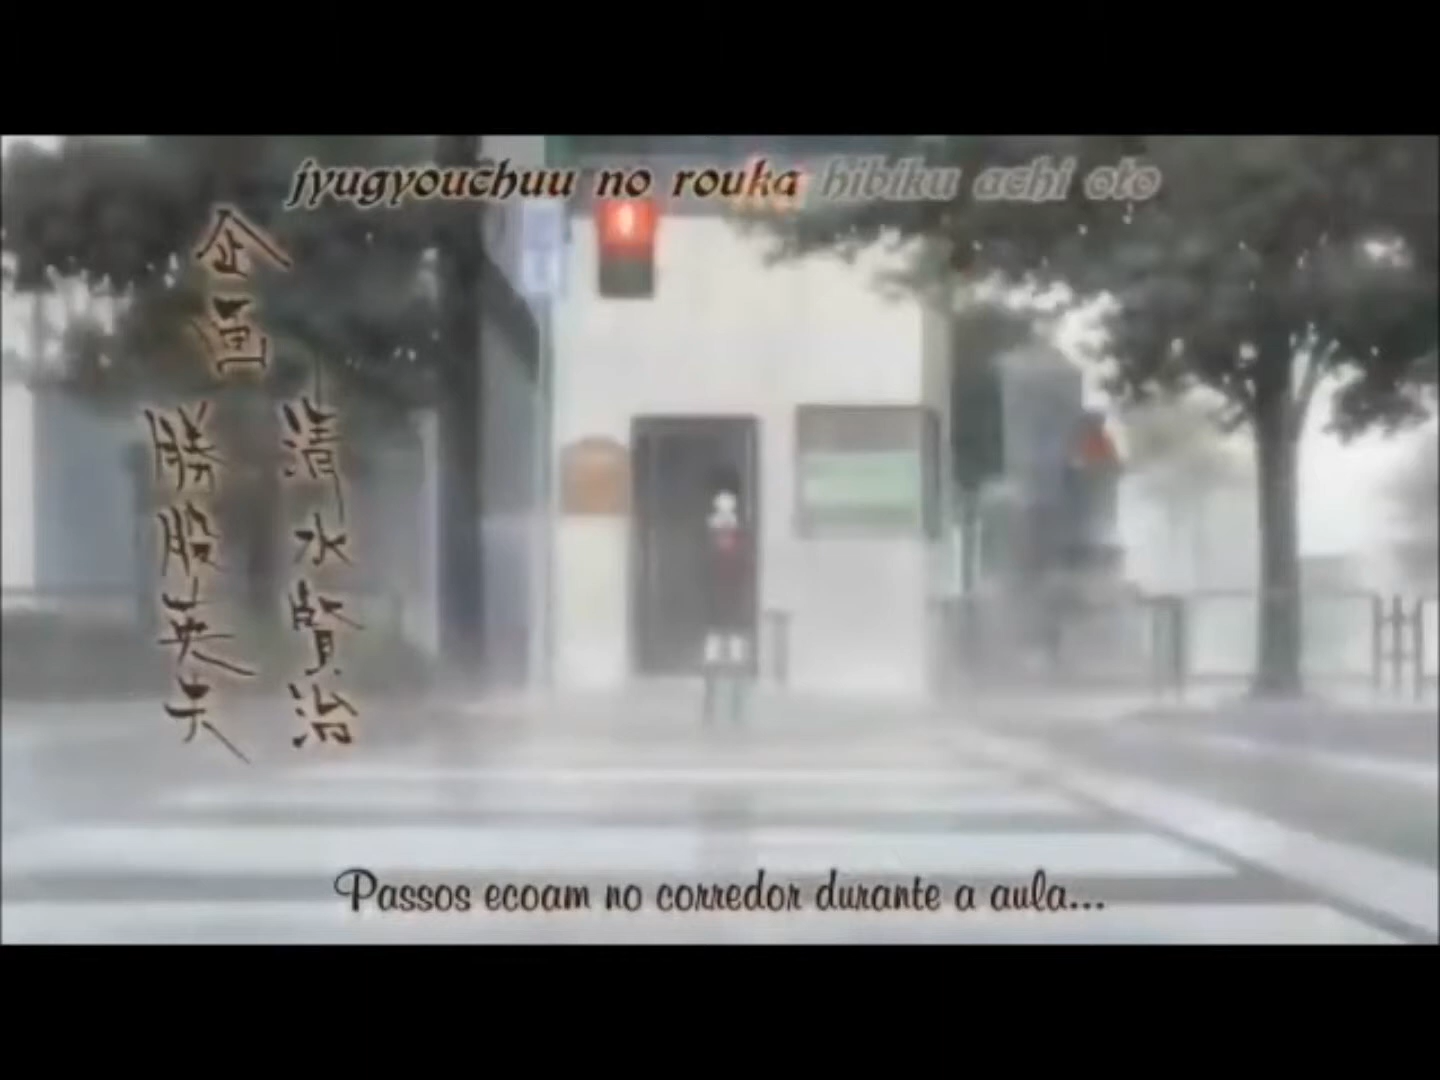 jyugyouchuu no rouka hibiku achi oto
企画
清水賢治
勝股英夫
Passos ecoam no corredor durante a aula...